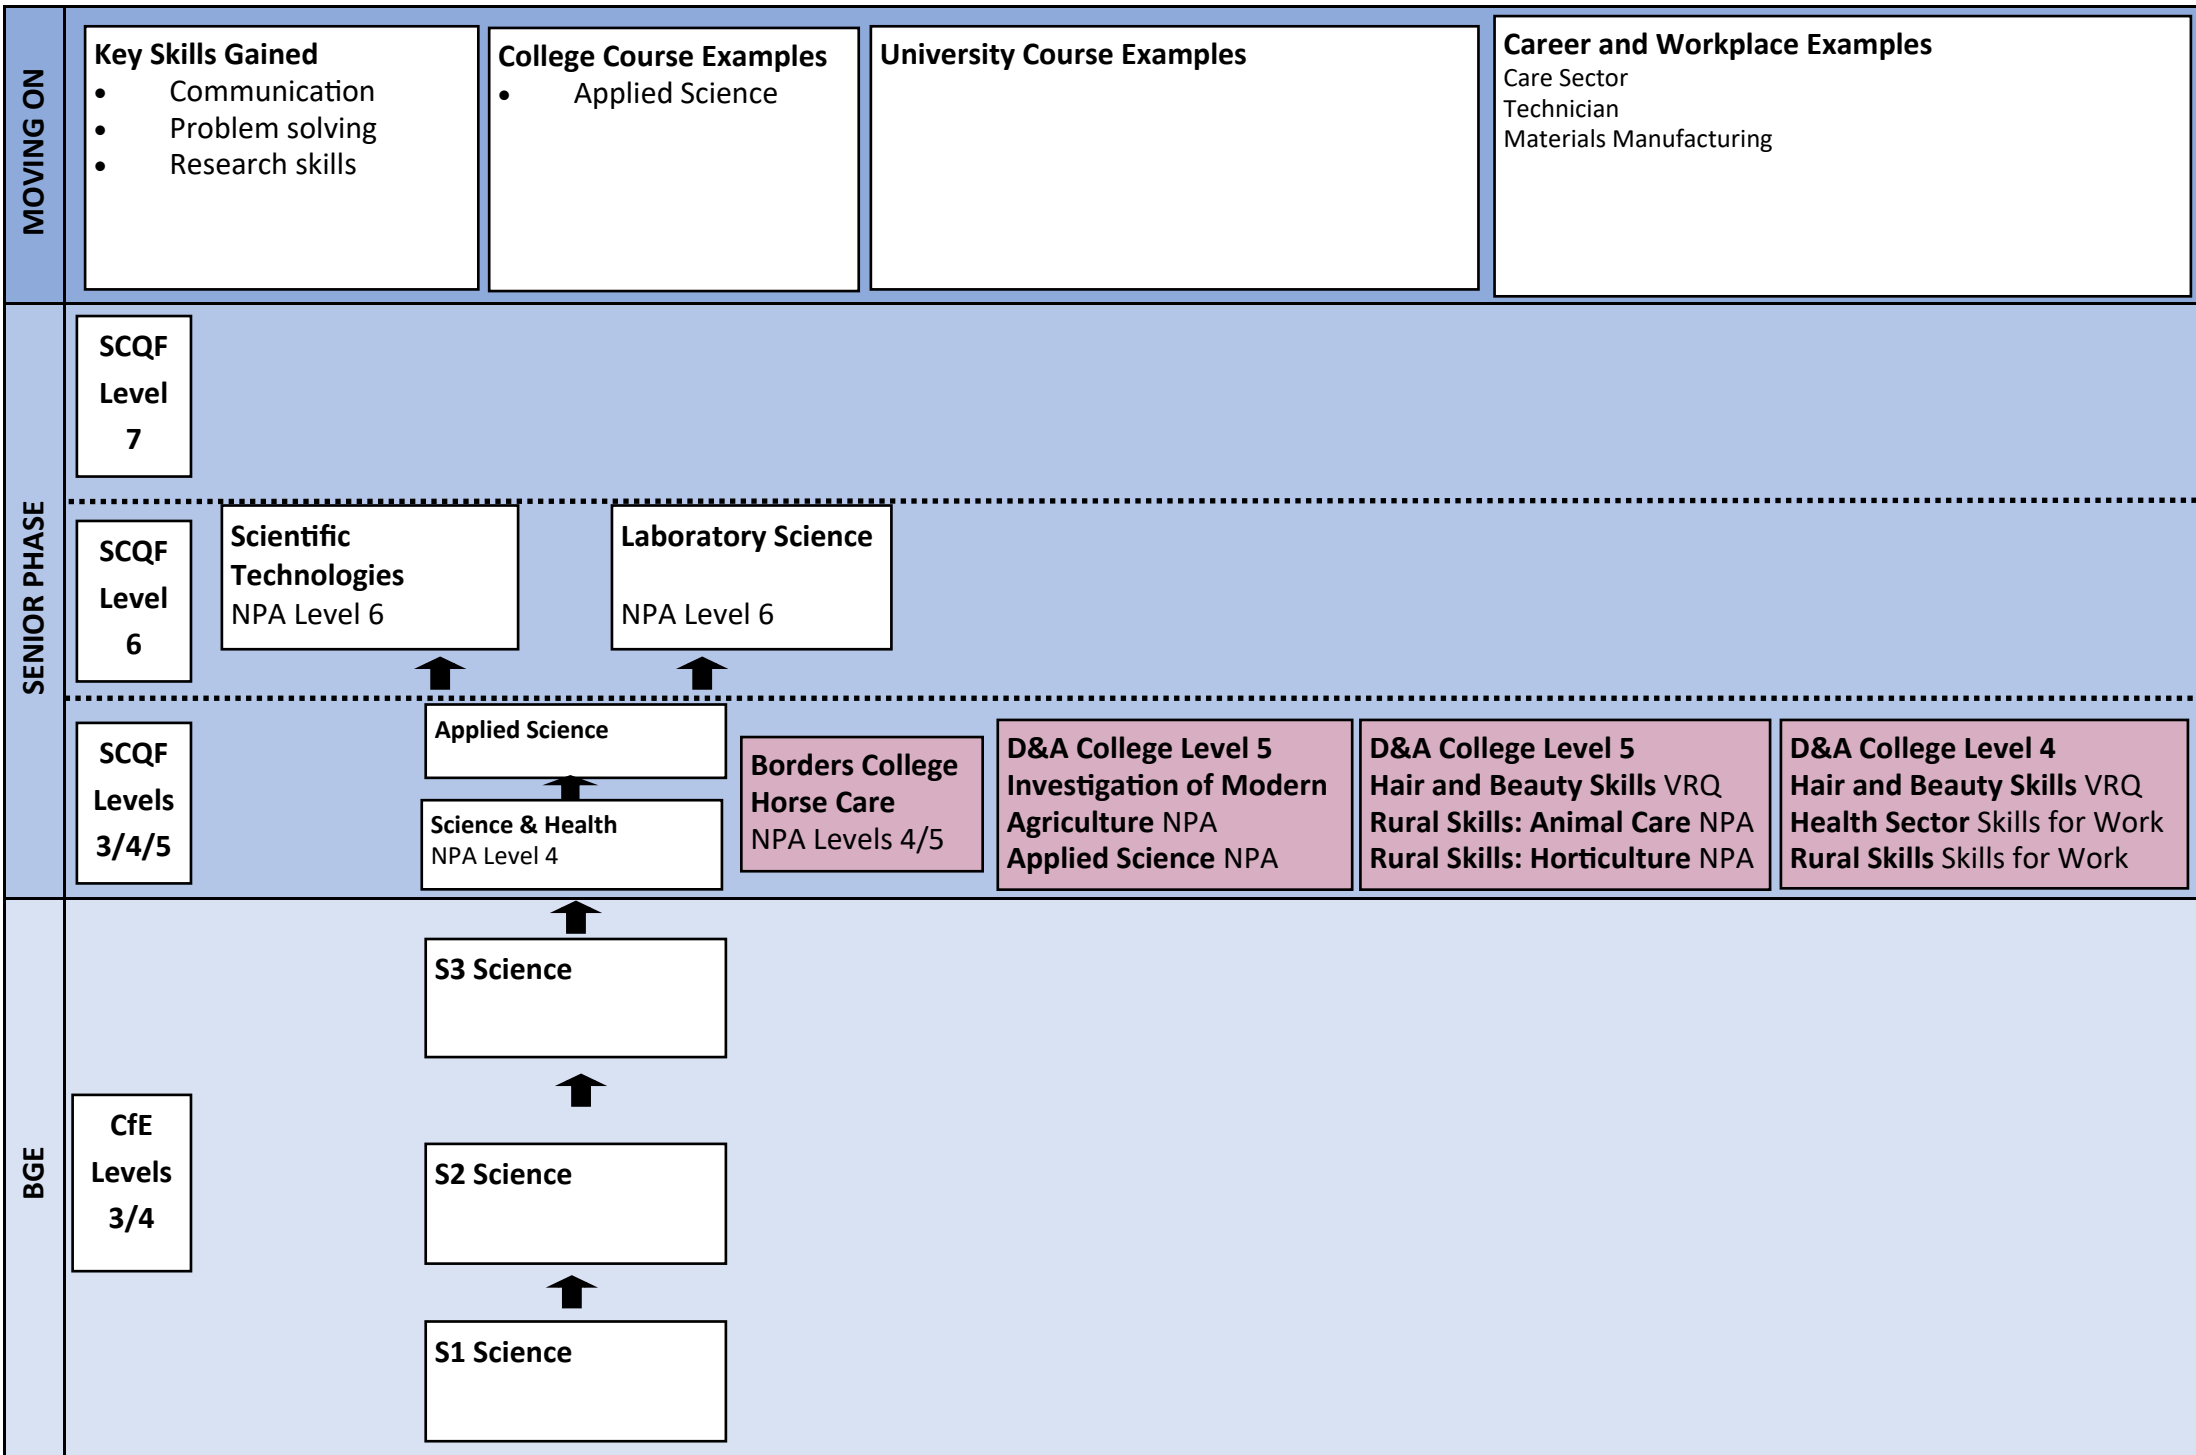 MOVING ON
Key Skills Gained
• Communication
• Problem solving
• Research skills
College Course Examples
• Applied Science
University Course Examples
Career and Workplace Examples
Care Sector
Technician
Materials Manufacturing
SENIOR PHASE
SCQF
Level
7
SCQF
Level
6
Scientific
Technologies
NPA Level 6
Laboratory Science
NPA Level 6
SCQF
Levels
3/4/5
Applied Science
Science & Health
NPA Level 4
Borders College
Horse Care
NPA Levels 4/5
D&A College Level 5
Investigation of Modern
Agriculture NPA
Applied Science NPA
D&A College Level 5
Hair and Beauty Skills VRQ
Rural Skills: Animal Care NPA
Rural Skills: Horticulture NPA
D&A College Level 4
Hair and Beauty Skills VRQ
Health Sector Skills for Work
Rural Skills Skills for Work
BGE
CfE
Levels
3/4
S3 Science
S2 Science
S1 Science